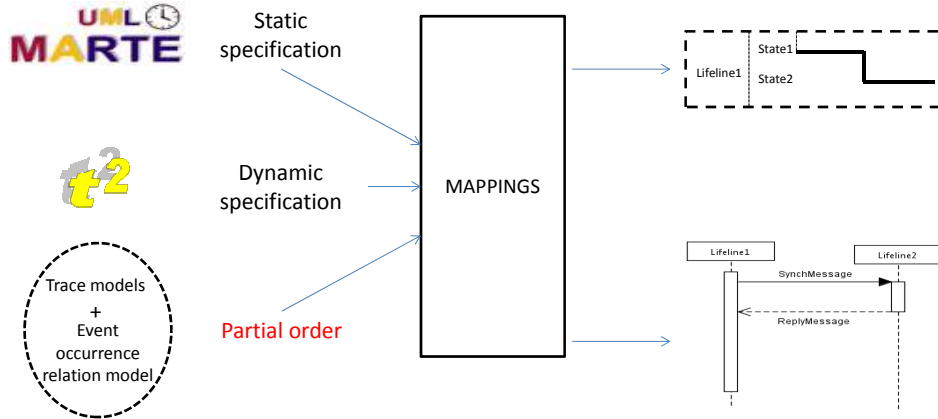 UML
MARTE
Static
specification
t2
Dynamic
specification
Trace models
+
Event
occurrence
relation model
Partial order
MAPPINGS
Lifeline1
State1
State2
Lifeline1
Lifeline2
SynchMessage
ReplyMessage